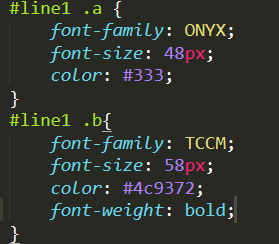 #line1 .a {
font-family: ONYX;
font-size: 48px;
color: #333;
}
#line1 .b{
font-family: TCCM;
font-size: 58px;
color: #4c9372;
font-weight: bold;
}